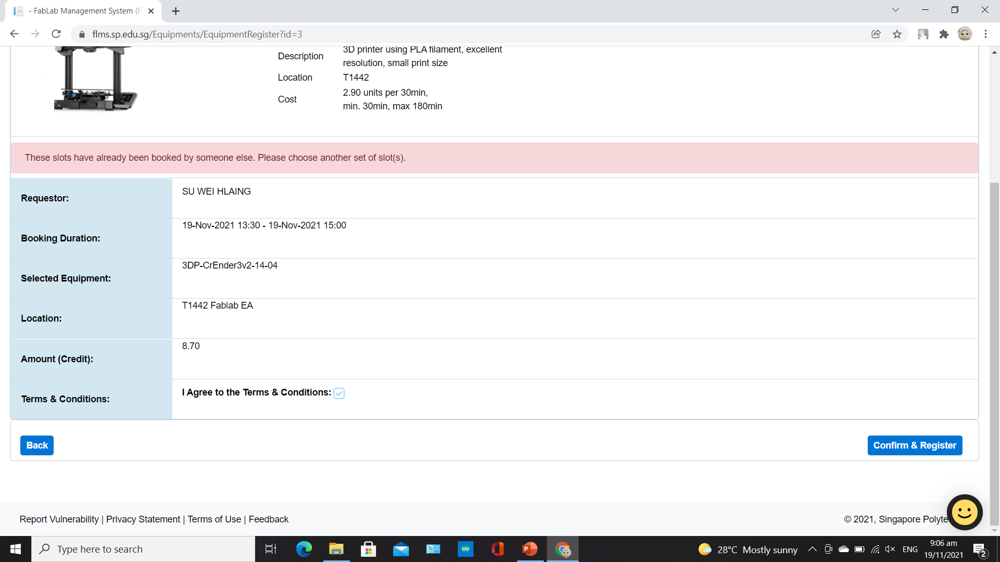 - FabLab Management System (F
flms.sp.edu.sg/Equipments/EquipmentRegister?id=3
Description
3D printer using PLA filament, excellent
resolution, small print size
Location
T1442
Cost
2.90 units per 30min,
min. 30min, max 180min
These slots have already been booked by someone else. Please choose another set of slot(s).
Requestor:
SU WEI HLAING
Booking Duration:
19-Nov-2021 13:30 - 19-Nov-2021 15:00
Selected Equipment:
3DP-CrEnder3v2-14-04
Location:
T1442 Fablab EA
Amount (Credit):
8.70
Terms & Conditions:
I Agree to the Terms & Conditions:
Back
Confirm & Register
Report Vulnerability | Privacy Statement | Terms of Use | Feedback
© 2021, Singapore Polyte
Type here to search
P
28°C Mostly sunny
ENG
9:06 am
19/11/2021
2